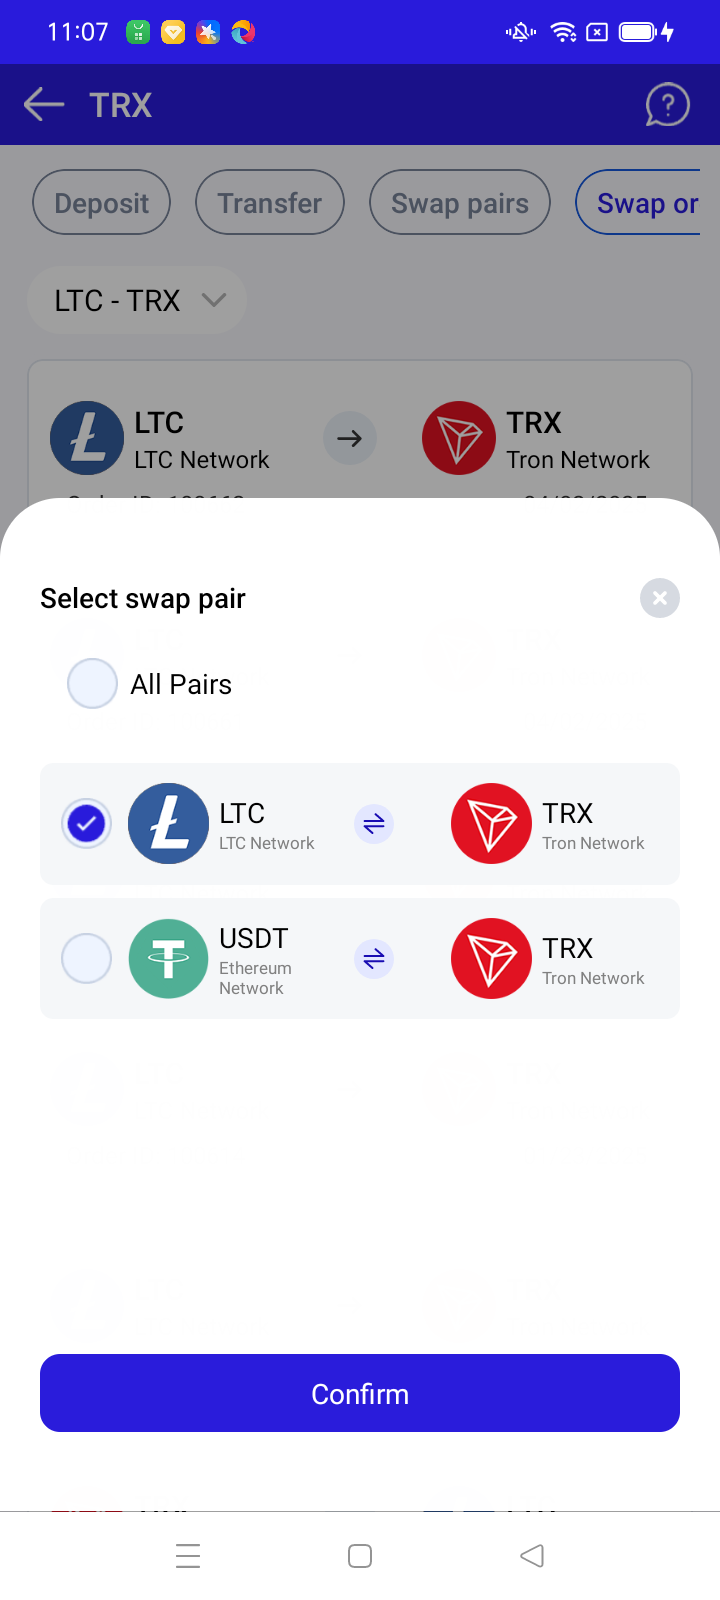 11:07
TRX
Deposit
Transfer
Swap pairs
Swap or
LTC - TRX
LTC
LTC Network
TRX
Tron Network
Select swap pair
All Pairs
LTC
LTC Network
TRX
Tron Network
USDT
Ethereum
Network
TRX
Tron Network
Confirm